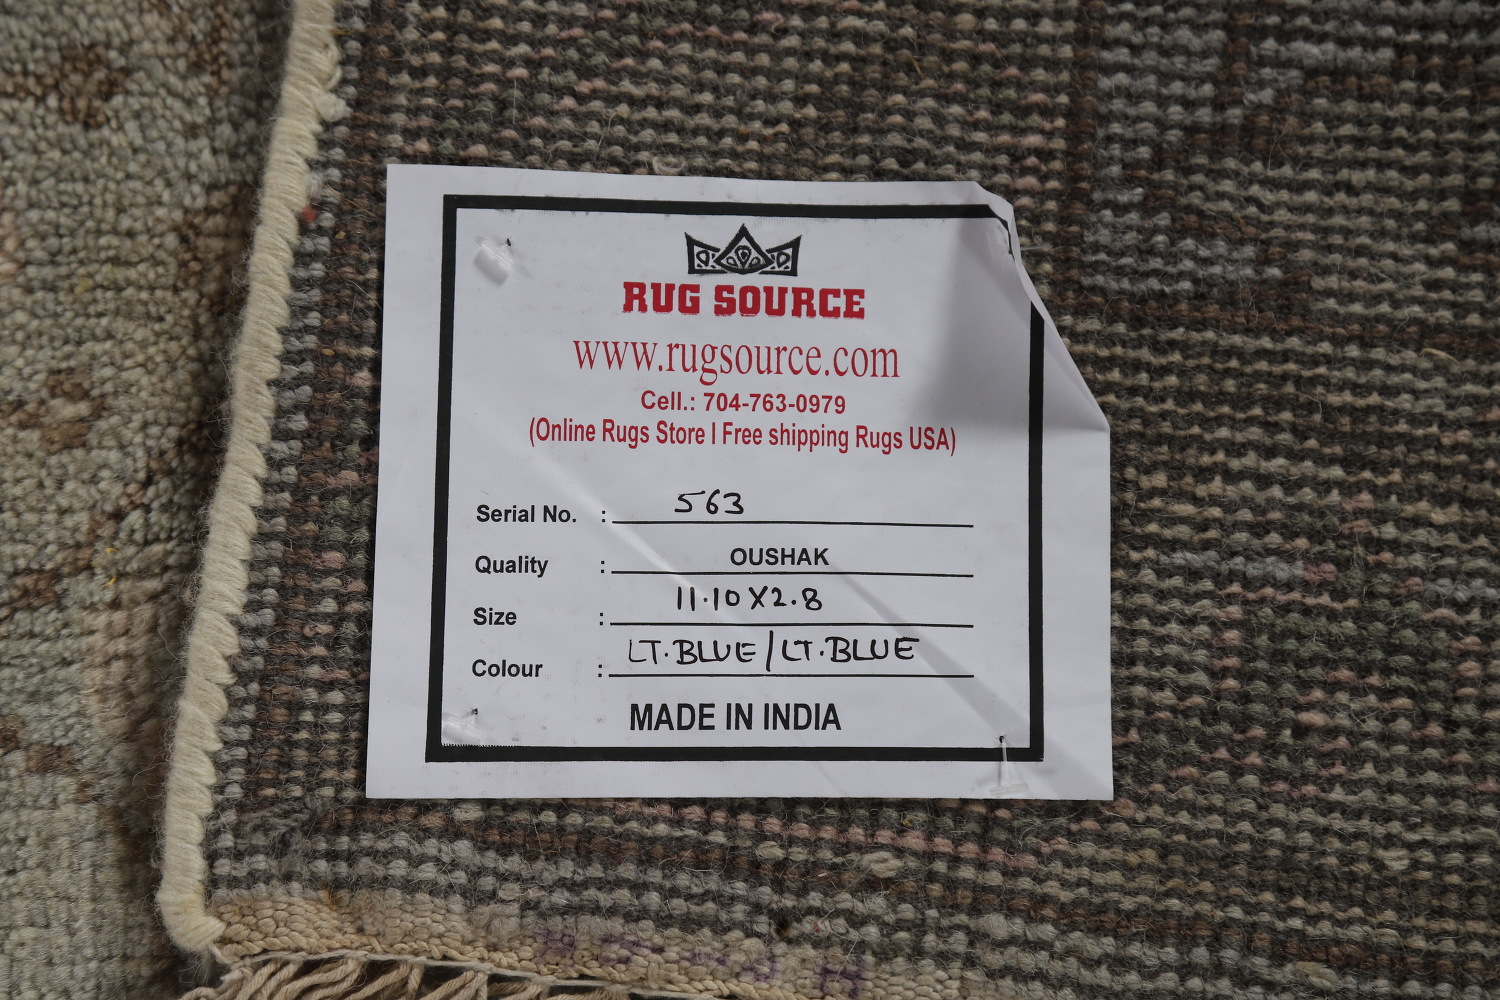 RUG SOURCE
www.rugsource.com
Cell.: 704-763-0979
(Online Rugs Store I Free shipping Rugs USA)
Serial No. : 563
Quality : OUSHAK
Size : 11.10X2.8
Colour : LT.BLUE/LT.BLUE
MADE IN INDIA